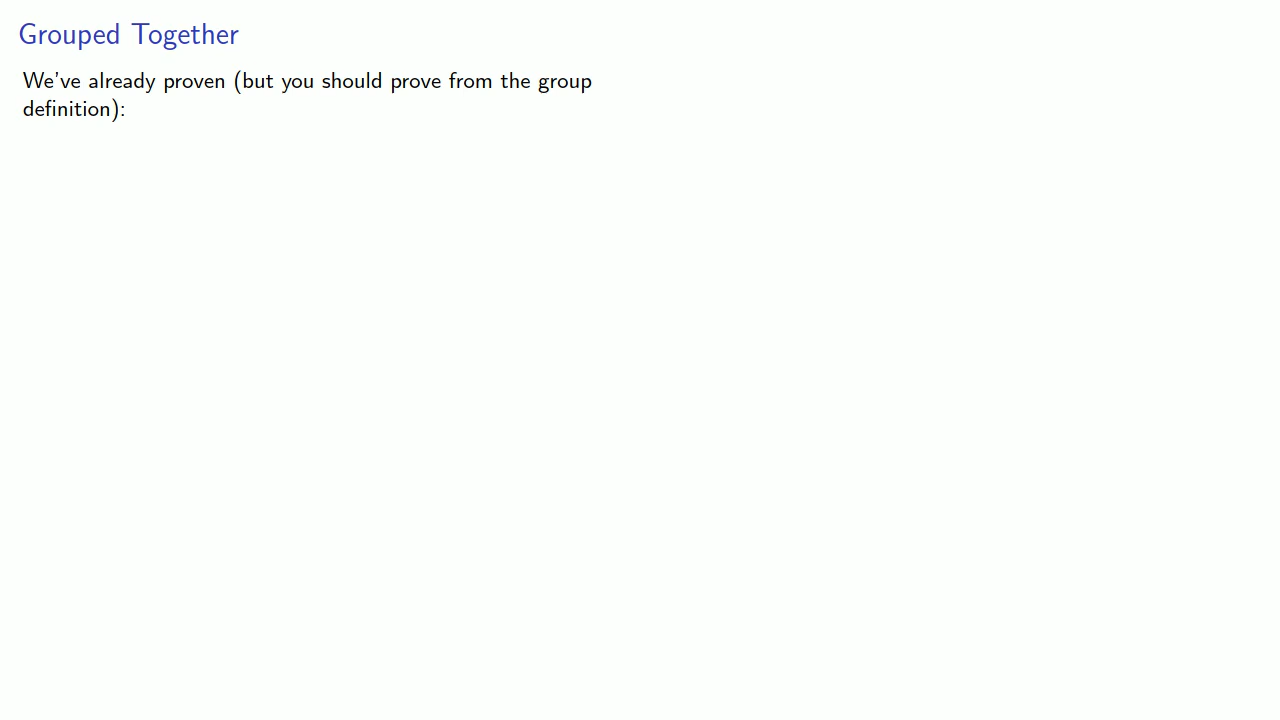 Grouped Together
We've already proven (but you should prove from the group
definition):